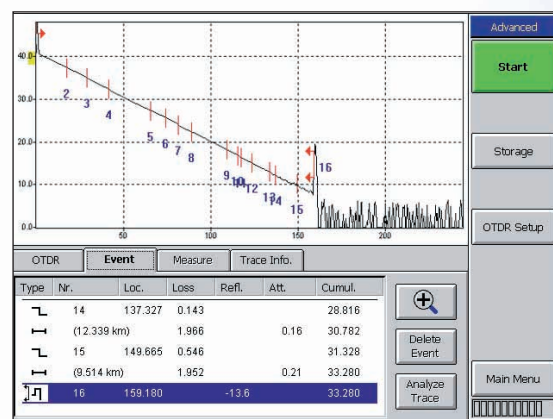 Advanced
Start
Storage
OTDR Setup
Main Menu
40.0
30.0
20.0
10.0
0.0
50
100
150
200
2
3
4
5
6
7
8
9
10
11
12
13
14
15
16
OTDR Event Measure Trace Info.
Type Nr. Loc. Loss Refl. Att. Cumul.
14 137.327 0.143 28.816
(12.339 km) 1.966 0.16 30.782
15 149.665 0.546 31.328
(9.514 km) 1.952 0.21 33.280
16 159.180 -13.6 33.280
Delete
Event
Analyze
Trace